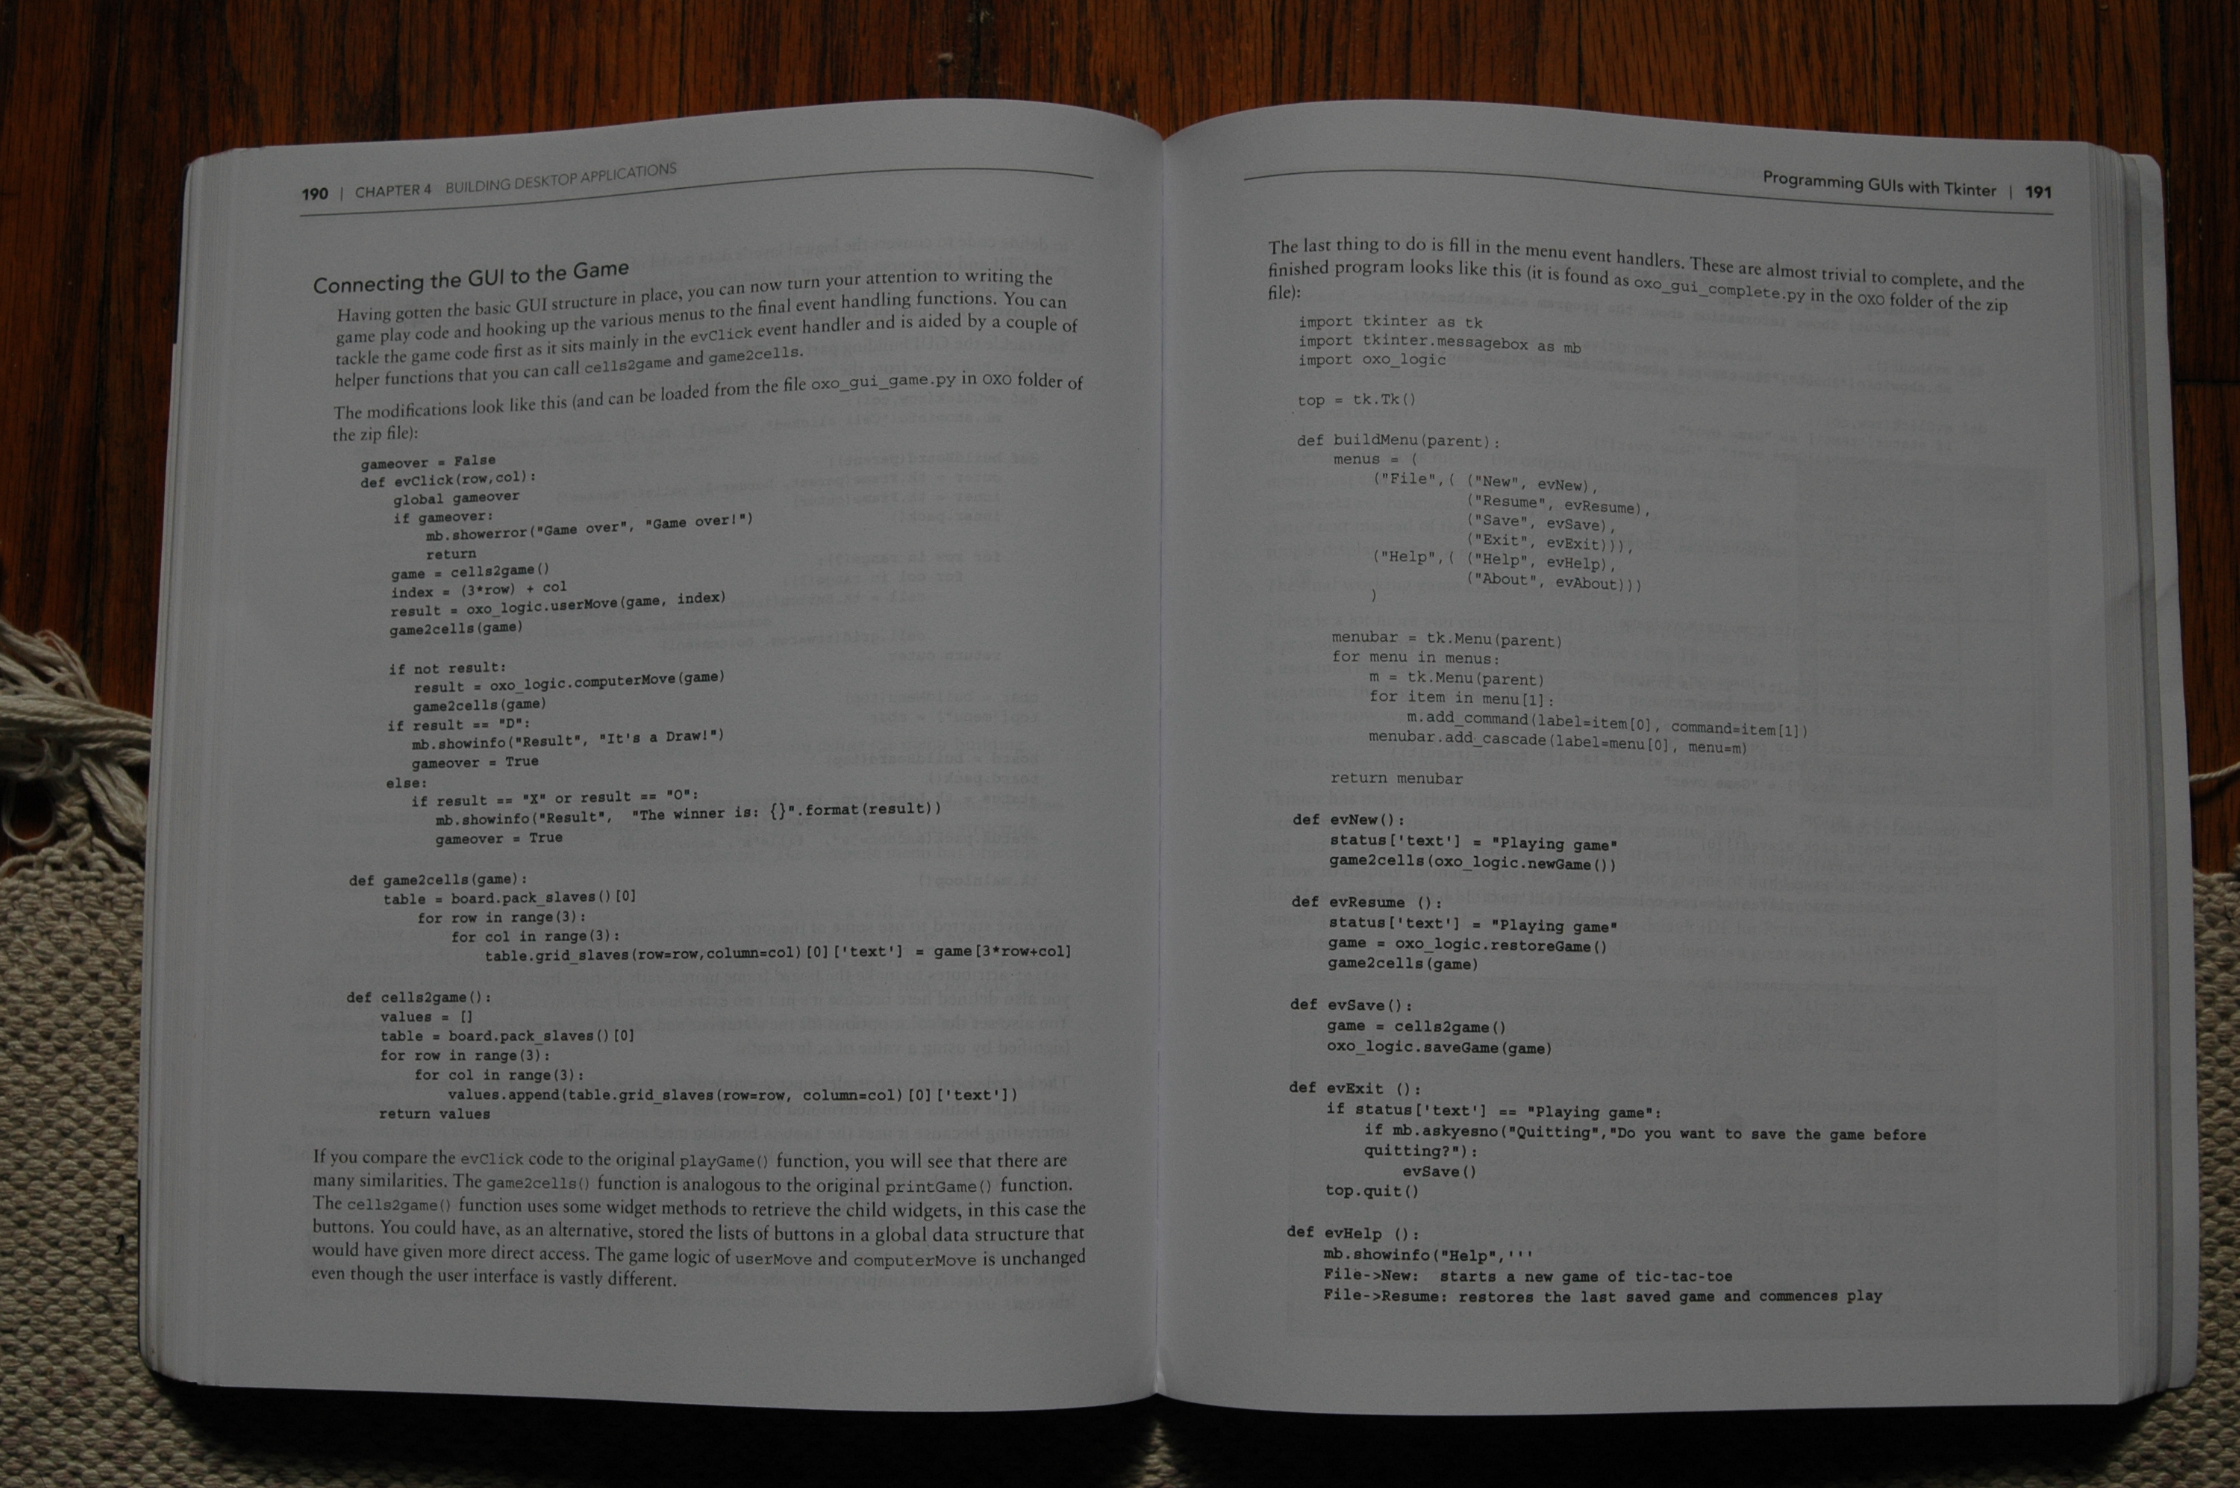 190 | CHAPTER 4 BUILDING DESKTOP APPLICATIONS
Connecting the GUI to the Game
Having gotten the basic GUI structure in place, you can now turn your attention to writing the
game play code and hooking up the various menus to the final event handling functions. You can
tackle the game code first as it sits mainly in the evClick event handler and is aided by a couple of
helper functions that you can call cells2game and game2cells.
The modifications look like this (and can be loaded from the file oxo_gui_game.py in OXO folder of
the zip file):
gameover = False
def evClick(row,col):
    global gameover
    if gameover:
        mb.showerror("Game over", "Game over!")
        return
    game = cells2game()
    index = (3*row) + col
    result = oxo_logic.userMove(game, index)
    game2cells(game)
    if not result:
        result = oxo_logic.computerMove(game)
        game2cells(game)
    if result == "D":
        mb.showinfo("Result", "It's a Draw!")
        gameover = True
    else:
        if result == "X" or result == "O":
            mb.showinfo("Result", "The winner is: {}".format(result))
            gameover = True
def game2cells(game):
    table = board.pack_slaves()[0]
    for row in range(3):
        for col in range(3):
            table.grid_slaves(row=row,column=col)[0]['text'] = game[3*row+col]
def cells2game():
    values = []
    table = board.pack_slaves()[0]
    for row in range(3):
        for col in range(3):
            values.append(table.grid_slaves(row=row, column=col)[0]['text'])
    return values
If you compare the evClick code to the original playGame() function, you will see that there are
many similarities. The game2cells() function is analogous to the original printGame() function.
The cells2game() function uses some widget methods to retrieve the child widgets, in this case the
buttons. You could have, as an alternative, stored the lists of buttons in a global data structure that
would have given more direct access. The game logic of userMove and computerMove is unchanged
even though the user interface is vastly different.
Programming GUIs with Tkinter | 191
The last thing to do is fill in the menu event handlers. These are almost trivial to complete, and the
finished program looks like this (it is found as oxo_gui_complete.py in the OXO folder of the zip
file):
import tkinter as tk
import tkinter.messagebox as mb
import oxo_logic
top = tk.Tk()
def buildMenu(parent):
    menus = (
        ("File",( ("New", evNew),
                  ("Resume", evResume),
                  ("Save", evSave),
                  ("Exit", evExit))),
        ("Help",( ("Help", evHelp),
                  ("About", evAbout)))
        )
    menubar = tk.Menu(parent)
    for menu in menus:
        m = tk.Menu(parent)
        for item in menu[1]:
            m.add_command(label=item[0], command=item[1])
        menubar.add_cascade(label=menu[0], menu=m)
    return menubar
def evNew():
    status['text'] = "Playing game"
    game2cells(oxo_logic.newGame())
def evResume ():
    status['text'] = "Playing game"
    game = oxo_logic.restoreGame()
    game2cells(game)
def evSave():
    game = cells2game()
    oxo_logic.saveGame(game)
def evExit ():
    if status['text'] == "Playing game":
        if mb.askyesno("Quitting","Do you want to save the game before
        quitting?"):
            evSave()
    top.quit()
def evHelp ():
    mb.showinfo("Help",'''
    File->New: starts a new game of tic-tac-toe
    File->Resume: restores the last saved game and commences play